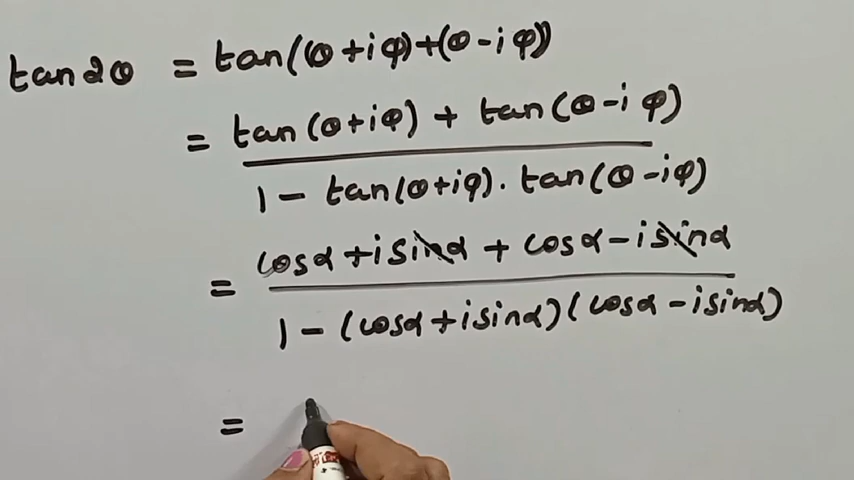 tan2θ = tan(θ+iφ)+(θ-iφ))
= tan(θ+iφ) + tan(θ-iφ)
1 - tan(θ+iφ). tan(θ-iφ)
= cosα+isinα + cosα-isinα
1 - (cosα+isinα)(cosα-isinα)
=